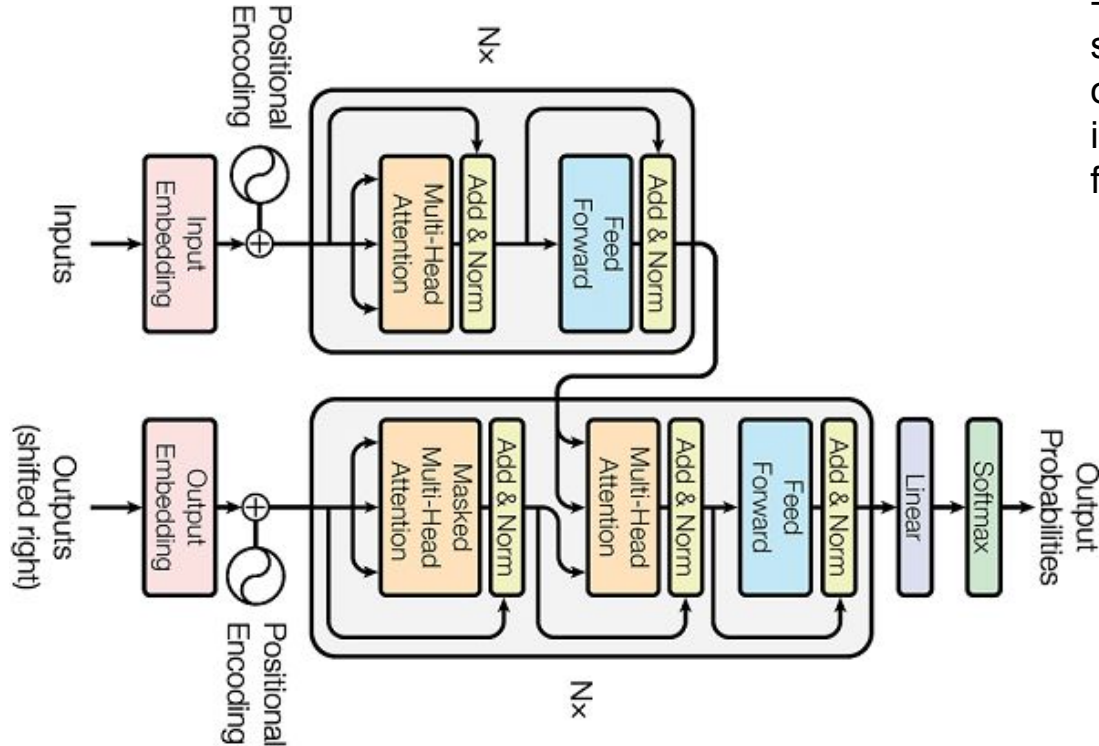 Positional
Encoding
Nx
Inputs
Input
Embedding
Multi-Head
Attention
Add & Norm
Feed
Forward
Add & Norm
Outputs
(shifted right)
Output
Embedding
Positional
Encoding
Masked
Multi-Head
Attention
Add & Norm
Multi-Head
Attention
Add & Norm
Feed
Forward
Add & Norm
Nx
Linear
Softmax
Output
Probabilities
s
i
f